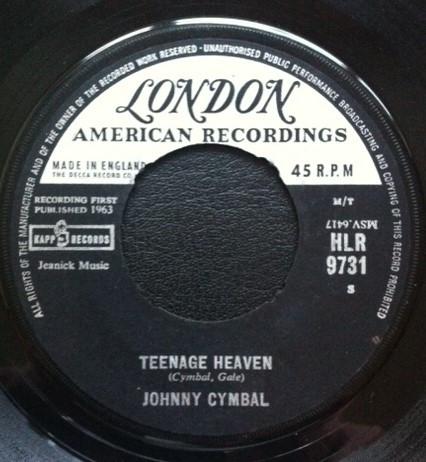 ALL RIGHTS OF THE MANUFACTURER AND OF THE OWNER OF THE RECORDED WORK RESERVED · UNAUTHORISED PUBLIC PERFORMANCE BROADCASTING AND COPYING OF THIS RECORD PROHIBITED
LONDON
AMERICAN RECORDINGS
MADE IN ENGLAND
THE DECCA RECORD CO.
45 R.P.M
RECORDING FIRST
PUBLISHED 1963
KAPP RECORDS
Jeanick Music
M/T
MSV.6417
HLR
9731
S
TEENAGE HEAVEN
(Cymbal, Gale)
JOHNNY CYMBAL